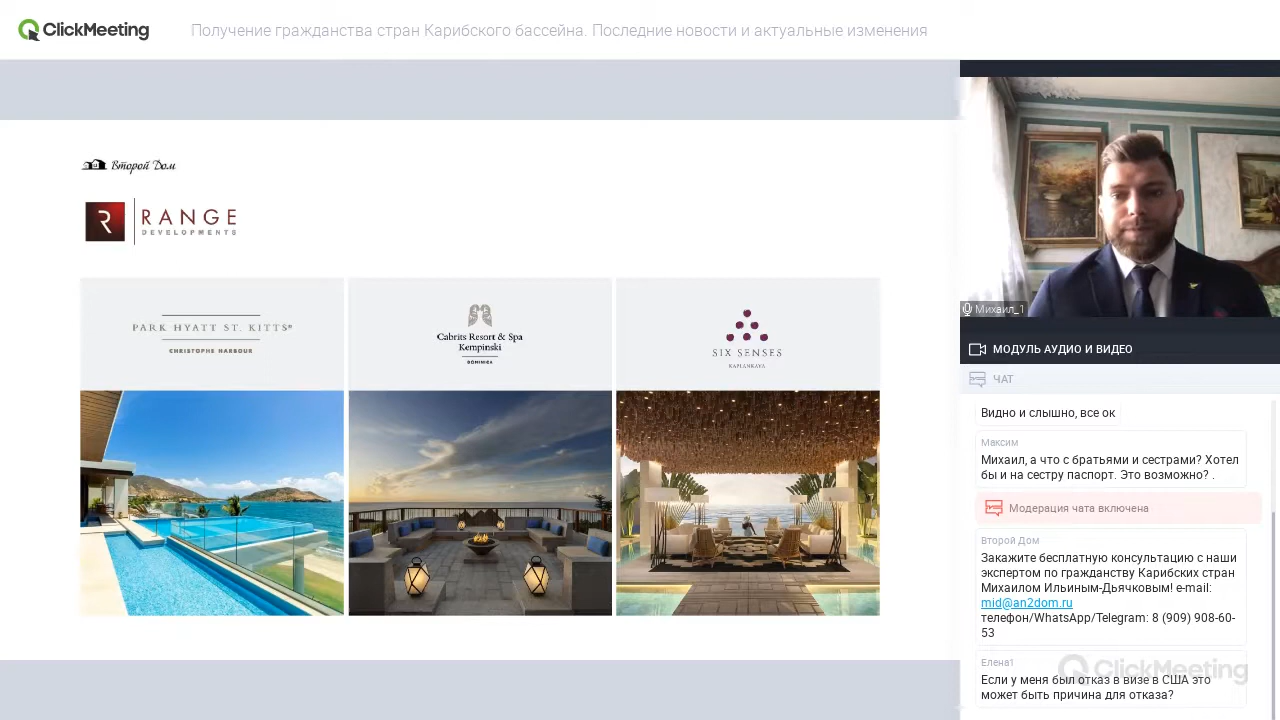 ClickMeeting
Получение гражданства стран Карибского бассейна. Последние новости и актуальные изменения
Второй Дом
R RANGE
DEVELOPMENTS
PARK HYATT ST. KITTS®
CHRISTOPHE HARBOUR
Cabrits Resort & Spa
Kempinski
DOMINICA
SIX SENSES
KAPLANKAYA
Михаил_1
МОДУЛЬ АУДИО И ВИДЕО
ЧАТ
Видно и слышно, все ок
Максим
Михаил, а что с братьями и сестрами? Хотел
бы и на сестру паспорт. Это возможно? .
Модерация чата включена
Второй Дом
Закажите бесплатную консультацию с наши
экспертом по гражданству Карибских стран
Михаилом Ильиным-Дьячковым! e-mail:
mid@an2dom.ru
телефон/WhatsApp/Telegram: 8 (909) 908-60-
53
Елена1
ClickMeeting
Если у меня был отказ в визе в США это
может быть причина для отказа?